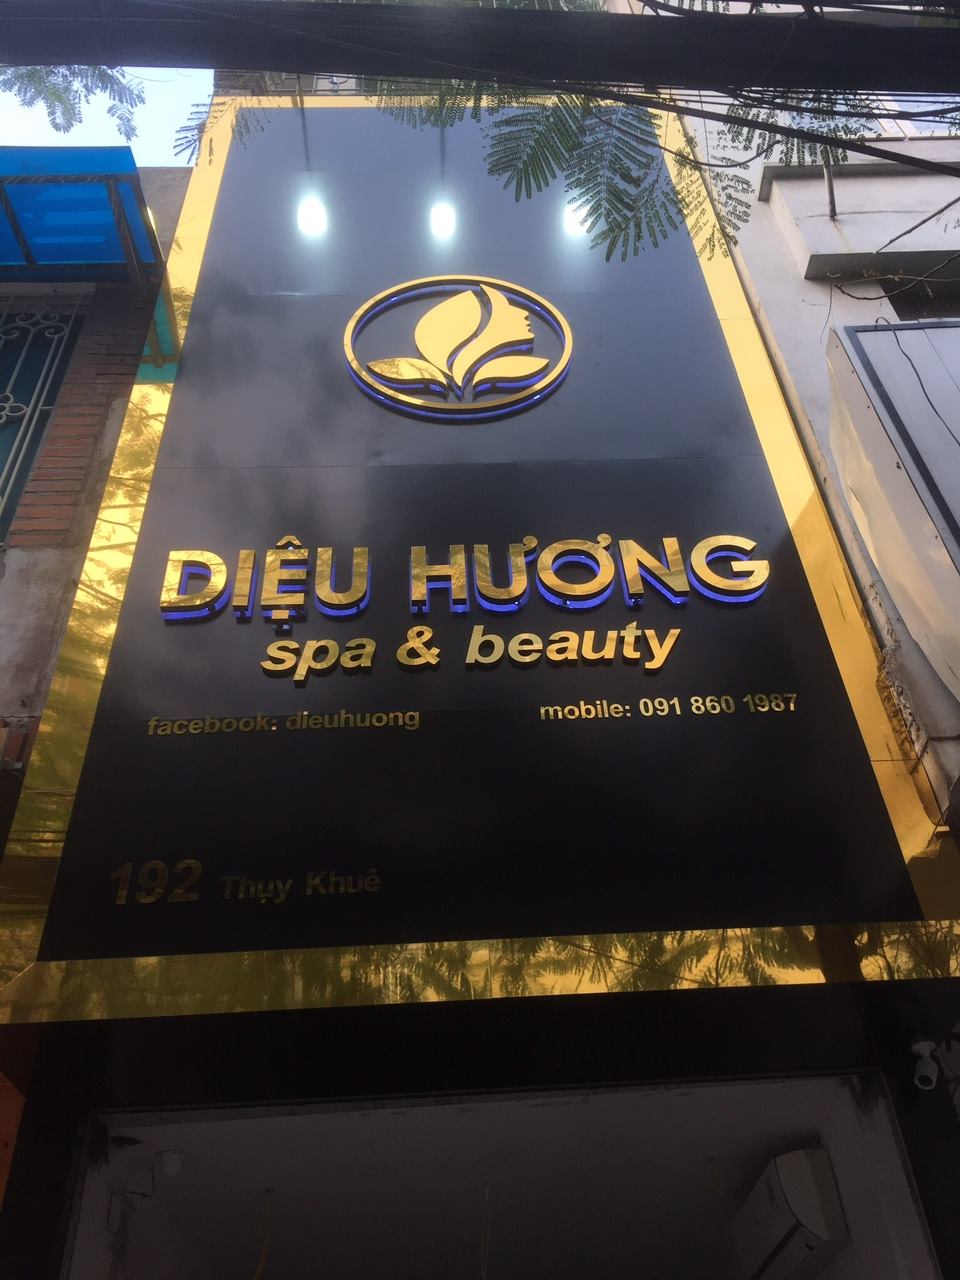 DIỆU HƯƠNG
spa & beauty
facebook: dieuhuong
mobile: 091 860 1987
192 Thụy Khuê